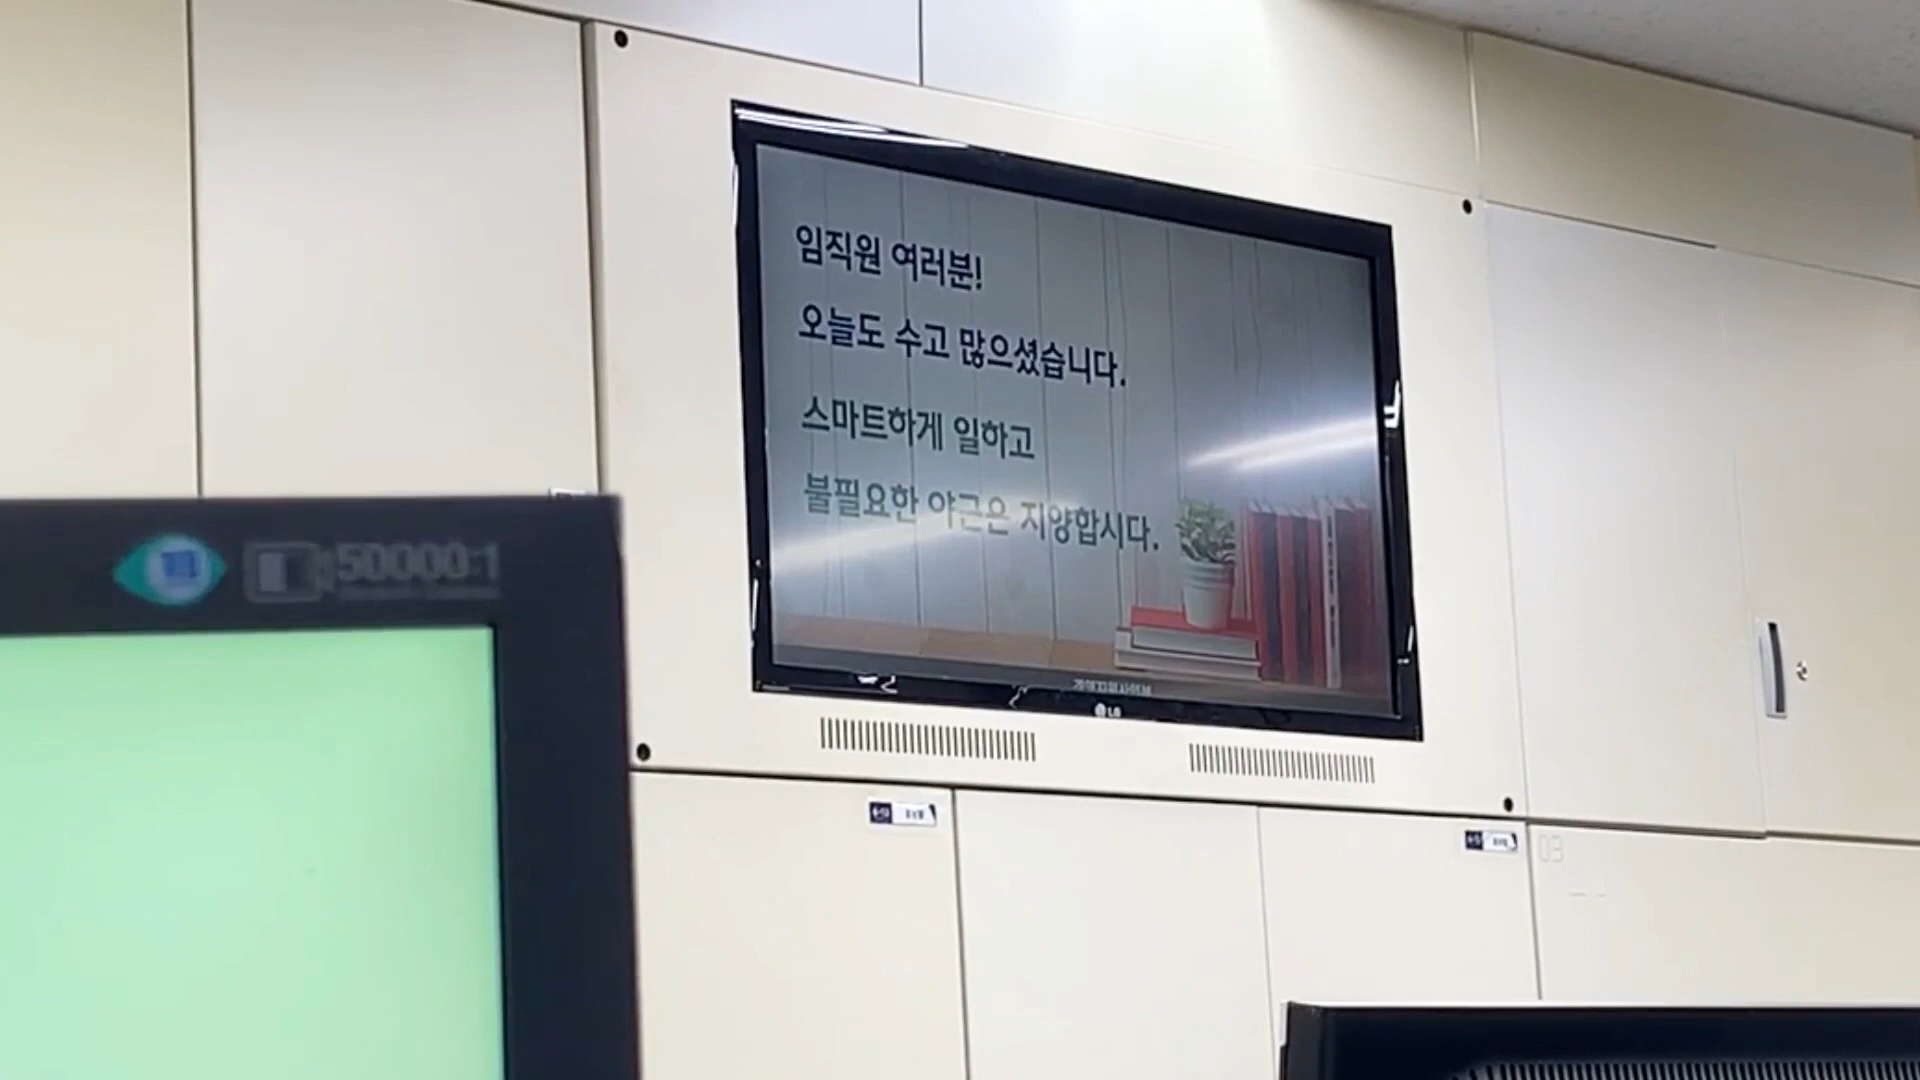 임직원 여러분!
오늘도 수고 많으셨습니다.
스마트하게 일하고
불필요한 야근은 지양합시다.
LG
50000:1
03